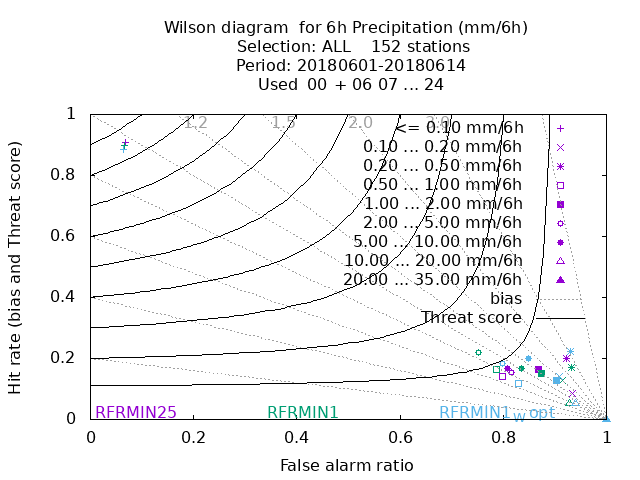 Wilson diagram  for 6h Precipitation (mm/6h)
Selection: ALL    152 stations
Period: 20180601-20180614
Used  00 + 06 07 ... 24
Hit rate (bias and Threat score)
1
0.8
0.6
0.4
0.2
0
1.2 1.5 2.0 3.0
<= 0.10 mm/6h
0.10 ... 0.20 mm/6h
0.20 ... 0.50 mm/6h
0.50 ... 1.00 mm/6h
1.00 ... 2.00 mm/6h
2.00 ... 5.00 mm/6h
5.00 ... 10.00 mm/6h
10.00 ... 20.00 mm/6h
20.00 ... 35.00 mm/6h
bias
Threat score
RFRMIN25 RFRMIN1 RFRMIN1w opt
0 0.2 0.4 0.6 0.8 1
False alarm ratio